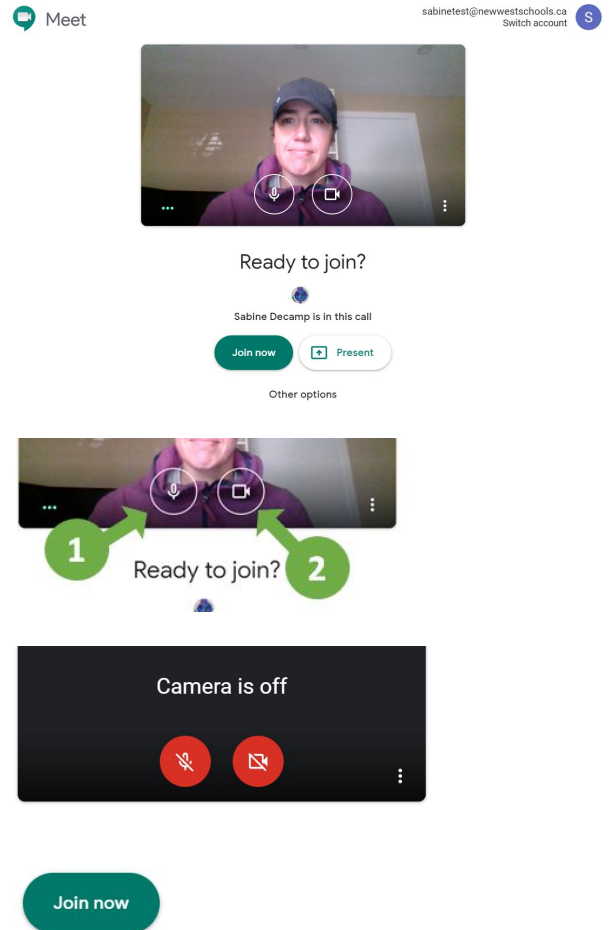 Meet
sabinetest@newwestschools.ca
Switch account
S
Ready to join?
Sabine Decamp is in this call
Join now
Present
Other options
1
2
Ready to join?
Camera is off
Join now